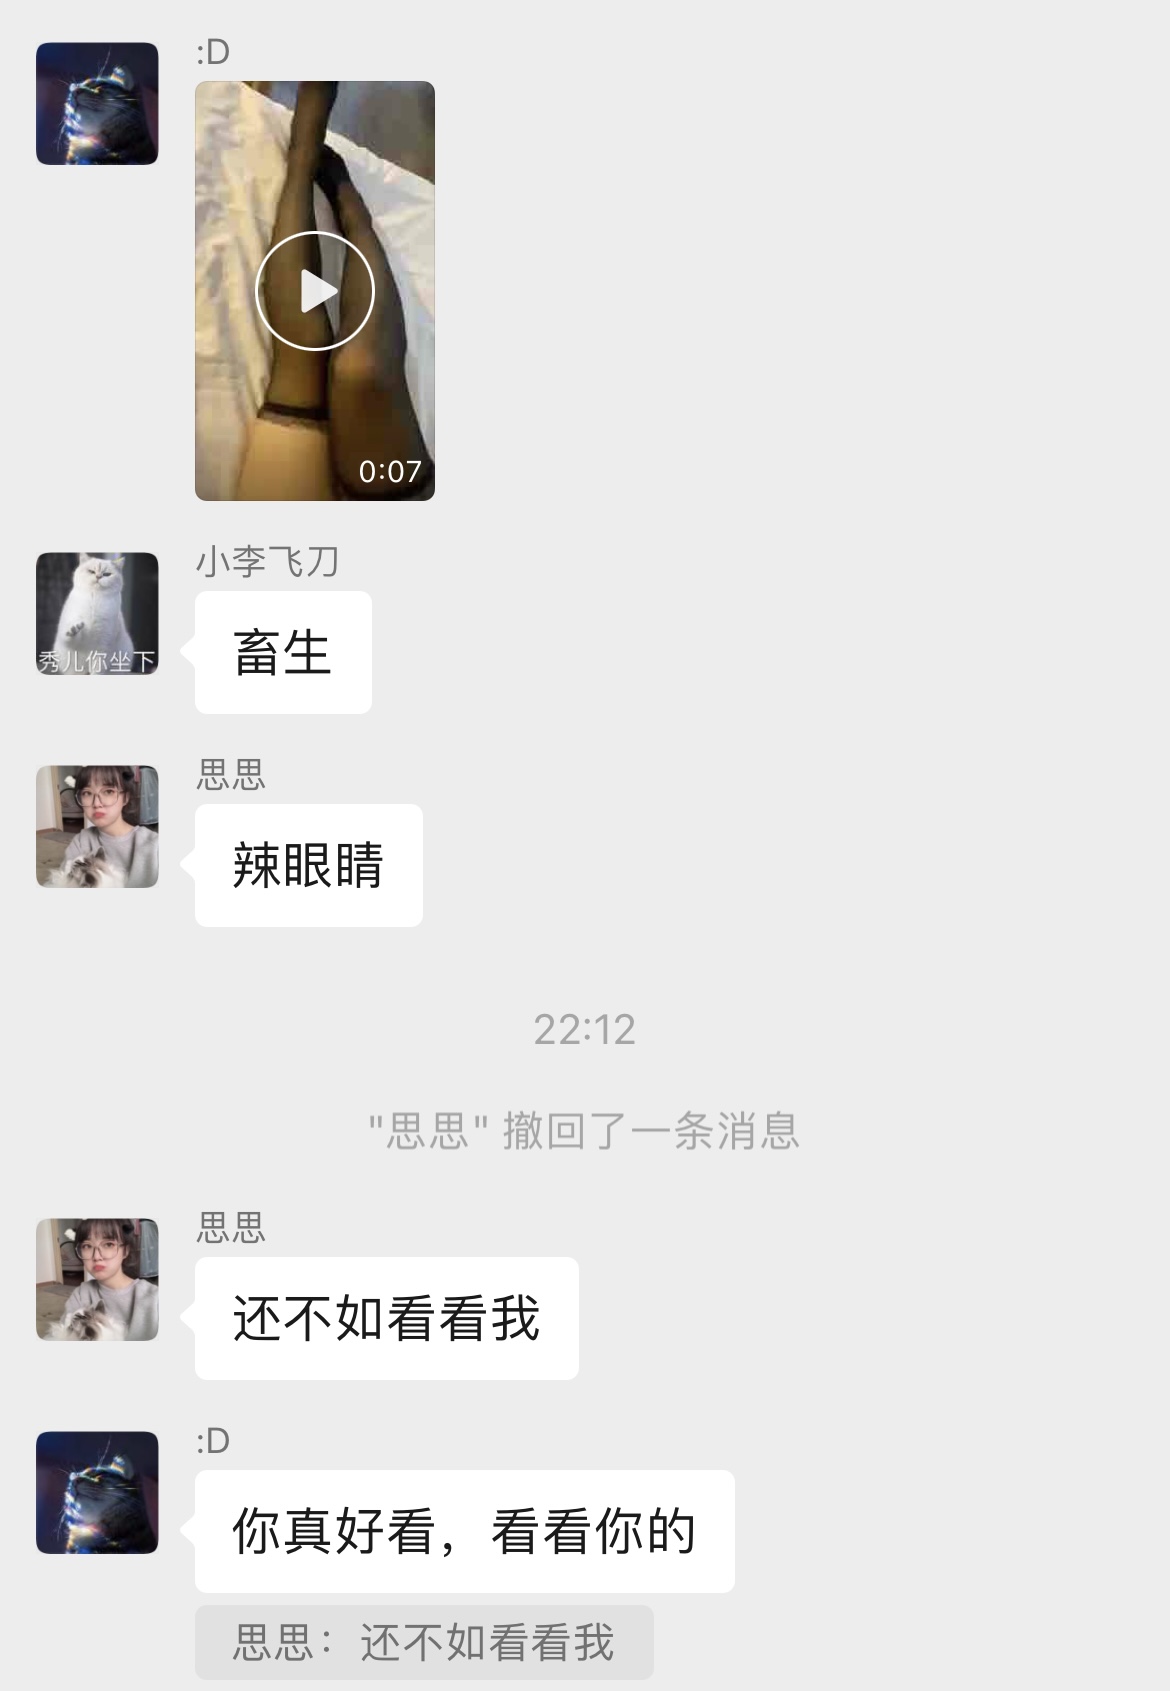 :D
0:07
小李飞刀
秀儿你坐下
畜生
思思
辣眼睛
22:12
"思思" 撤回了一条消息
思思
还不如看看我
:D
你真好看，看看你的
思思：还不如看看我